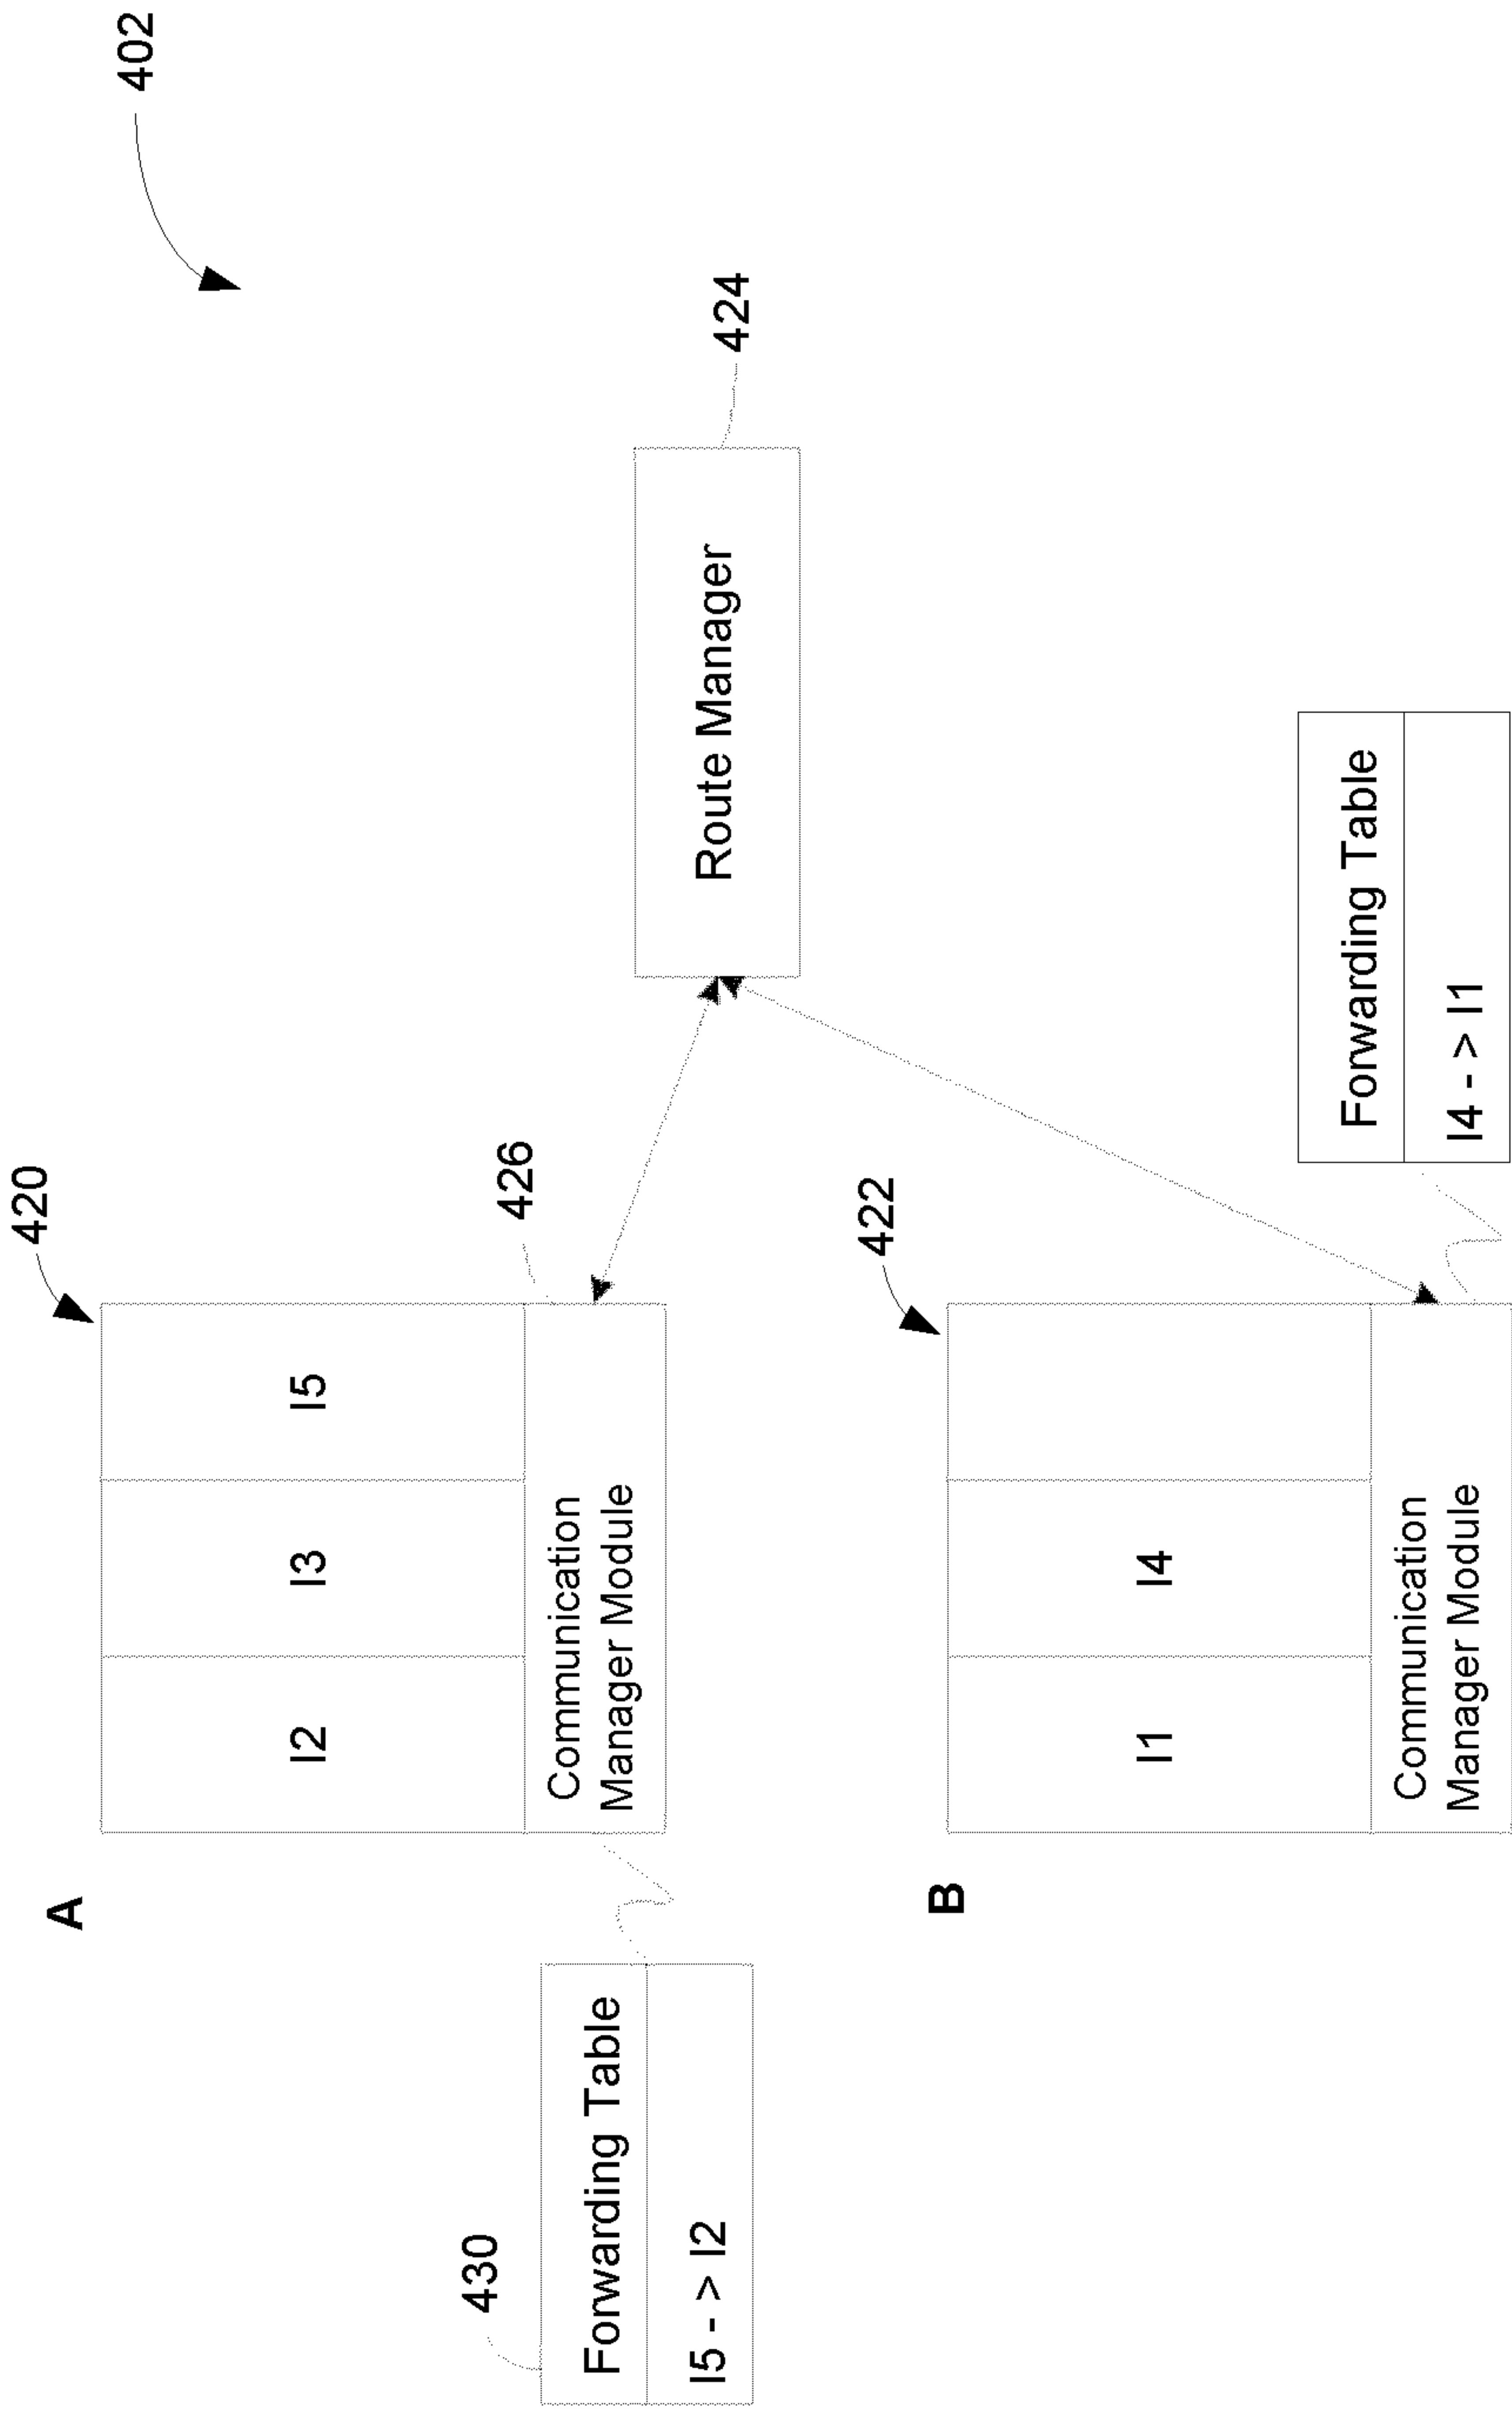 402
A
420
I2
I3
I5
426
Communication
Manager Module
430
Forwarding Table
I5 - > I2
Route Manager
424
B
422
I1
I4
Communication
Manager Module
Forwarding Table
I4 - > I1